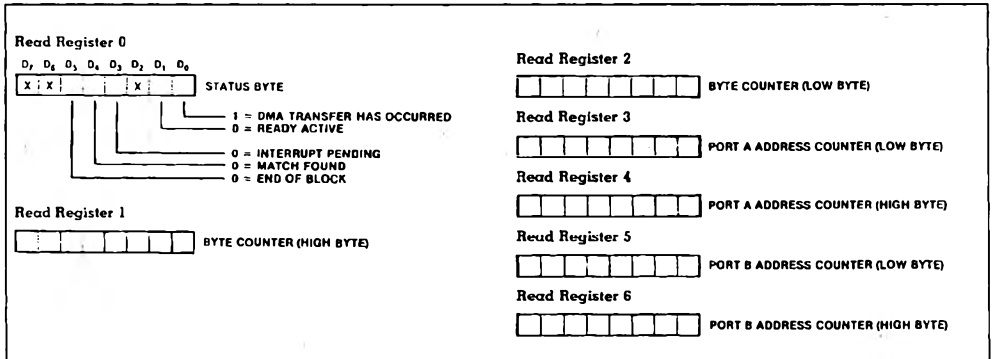 Read Register 0
D7 D6 D5 D4 D3 D2 D1 D0
X X X STATUS BYTE
1 = DMA TRANSFER HAS OCCURRED
0 = READY ACTIVE
0 = INTERRUPT PENDING
0 = MATCH FOUND
0 = END OF BLOCK
Read Register 1
BYTE COUNTER (HIGH BYTE)
Read Register 2
BYTE COUNTER (LOW BYTE)
Read Register 3
PORT A ADDRESS COUNTER (LOW BYTE)
Read Register 4
PORT A ADDRESS COUNTER (HIGH BYTE)
Read Register 5
PORT B ADDRESS COUNTER (LOW BYTE)
Read Register 6
PORT B ADDRESS COUNTER (HIGH BYTE)